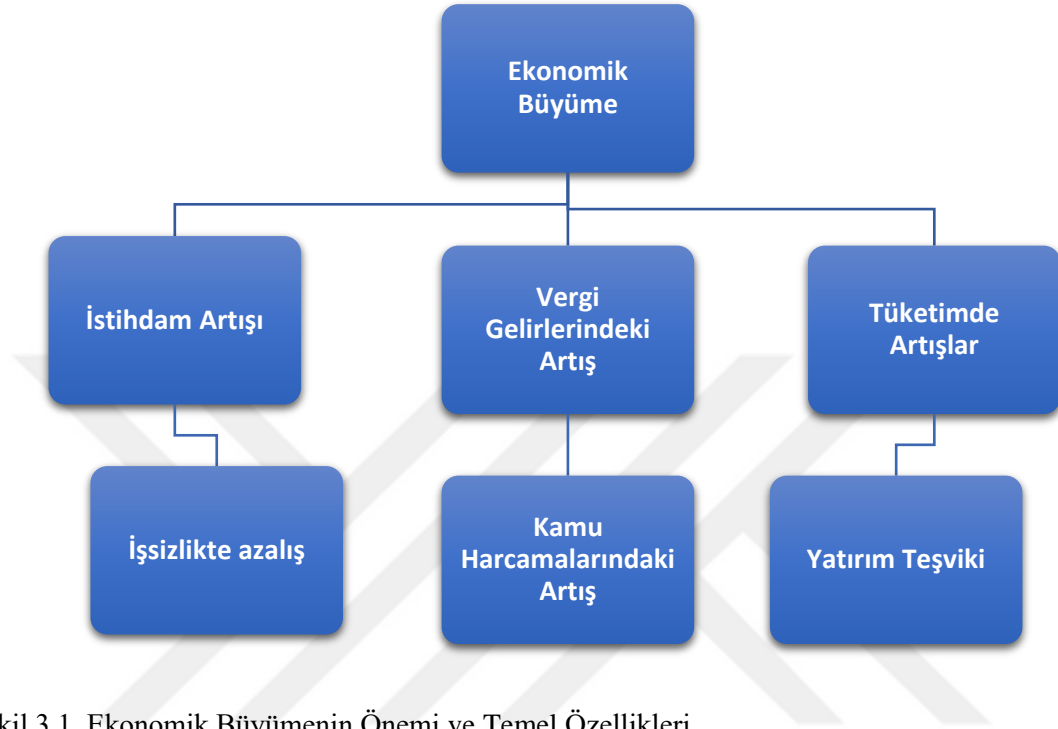 Ekonomik
Büyüme
İstihdam Artışı
Vergi
Gelirlerindeki
Artış
Tüketimde
Artışlar
İşsizlikte azalış
Kamu
Harcamalarındaki
Artış
Yatırım Teşviki
kil 3.1. Ekonomik Büyümenin Önemi ve Temel Özellikleri